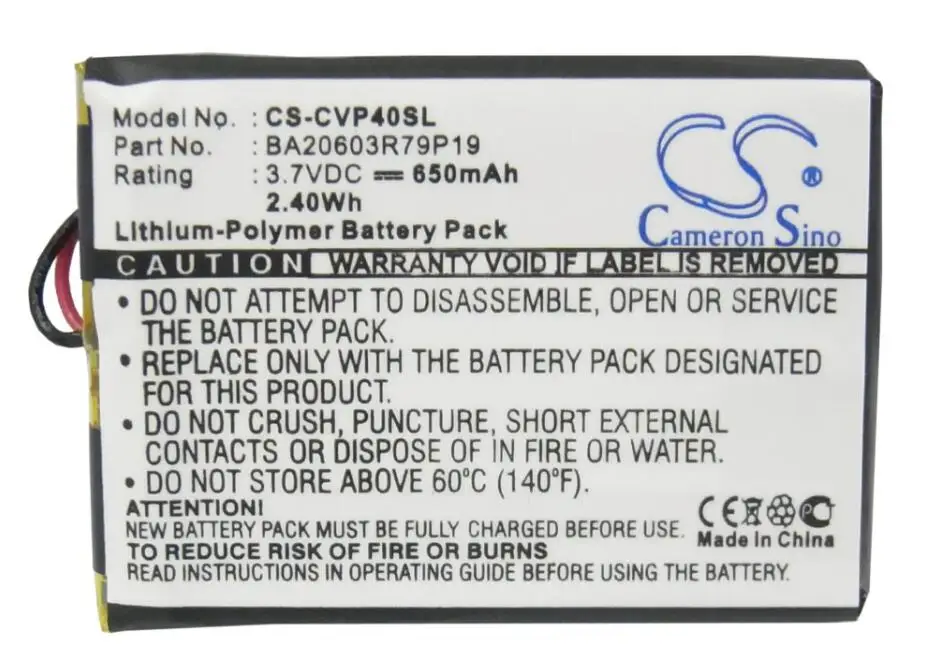 Model No. : CS-CVP40SL
Part No. : BA20603R79P19
Rating : 3.7VDC 650mAh
2.40Wh
Lithium-Polymer Battery Pack
CS ®
Cameron Sino
CAUTION WARRANTY VOID IF LABEL IS REMOVED
• DO NOT ATTEMPT TO DISASSEMBLE, OPEN OR SERVICE
THE BATTERY PACK.
• REPLACE ONLY WITH THE BATTERY PACK DESIGNATED
FOR THIS PRODUCT.
• DO NOT CRUSH, PUNCTURE, SHORT EXTERNAL
CONTACTS OR DISPOSE OF IN FIRE OR WATER.
• DO NOT STORE ABOVE 60°C (140°F).
ATTENTION!
NEW BATTERY PACK MUST BE FULLY CHARGED BEFORE USE.
TO REDUCE RISK OF FIRE OR BURNS
READ INSTRUCTIONS IN OPERATING GUIDE BEFORE USING THE BATTERY.
CE
Made In China